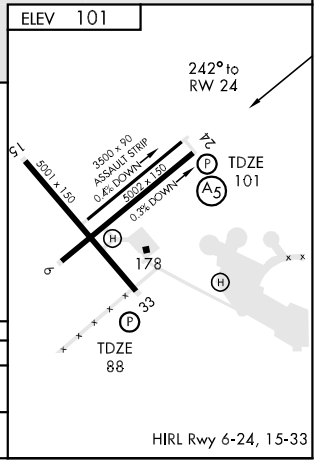 ELEV 101
242° to
RW 24
15
5001 x 150
3500 x 90
ASSAULT STRIP
0.4% DOWN
5002 x 150
0.3% DOWN
24
P
TDZE
101
A5
H
178
6
H
33
P
TDZE
88
x x x x x x
x x
HIRL Rwy 6-24, 15-33